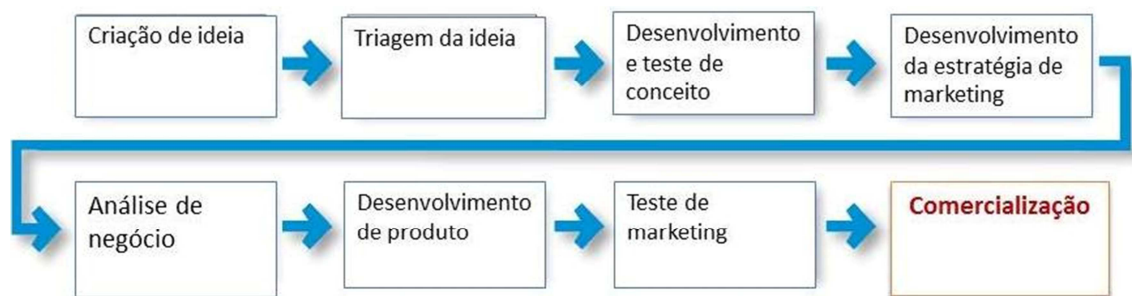 Criação de ideia
Triagem da ideia
Desenvolvimento
e teste de
conceito
Desenvolvimento
da estratégia de
marketing
Análise de
negócio
Desenvolvimento
de produto
Teste de
marketing
Comercialização